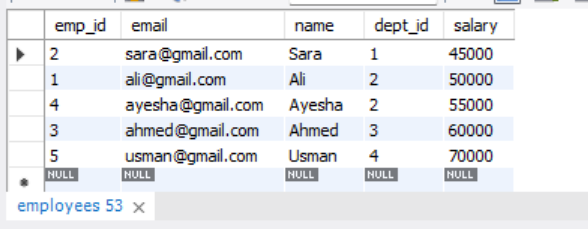 emp_id email name dept_id salary
2 sara@gmail.com Sara 1 45000
1 ali@gmail.com Ali 2 50000
4 ayesha@gmail.com Ayesha 2 55000
3 ahmed@gmail.com Ahmed 3 60000
5 usman@gmail.com Usman 4 70000
NULL NULL NULL NULL NULL
employees 53